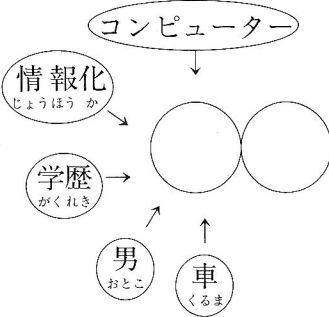 コンピューター
情報化
じょうほうか
学歴
がくれき
男
おとこ
車
くるま